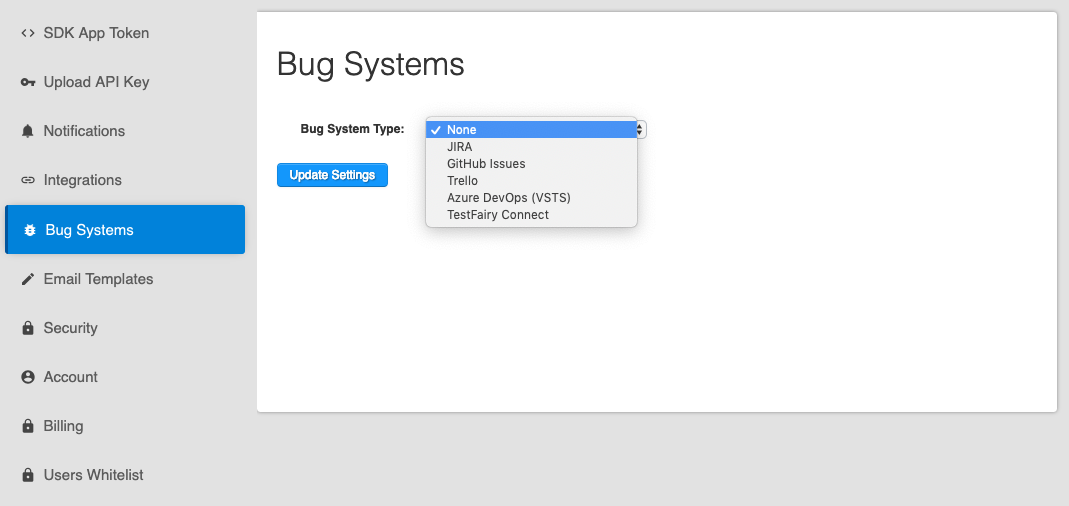 SDK App Token
Upload API Key
Notifications
Integrations
Bug Systems
Email Templates
Security
Account
Billing
Users Whitelist
Bug Systems
Bug System Type:
None
JIRA
GitHub Issues
Trello
Azure DevOps (VSTS)
TestFairy Connect
Update Settings